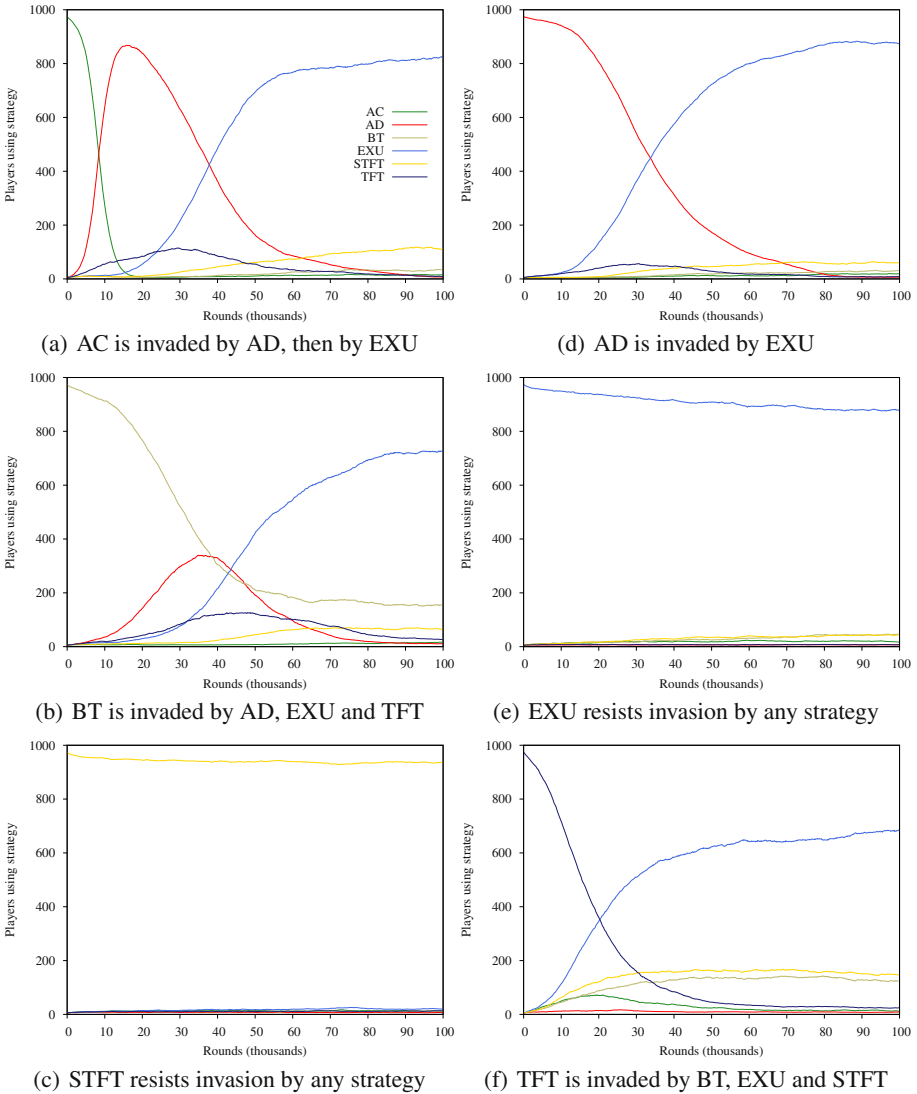 1000
800
600
400
200
0
Players using strategy
AC
AD
BT
EXU
STFT
TFT
0 10 20 30 40 50 60 70 80 90 100
Rounds (thousands)
(a) AC is invaded by AD, then by EXU
1000
800
600
400
200
0
Players using strategy
0 10 20 30 40 50 60 70 80 90 100
Rounds (thousands)
(d) AD is invaded by EXU
1000
800
600
400
200
0
Players using strategy
0 10 20 30 40 50 60 70 80 90 100
Rounds (thousands)
(b) BT is invaded by AD, EXU and TFT
1000
800
600
400
200
0
Players using strategy
0 10 20 30 40 50 60 70 80 90 100
Rounds (thousands)
(e) EXU resists invasion by any strategy
1000
800
600
400
200
0
Players using strategy
0 10 20 30 40 50 60 70 80 90 100
Rounds (thousands)
(c) STFT resists invasion by any strategy
1000
800
600
400
200
0
Players using strategy
0 10 20 30 40 50 60 70 80 90 100
Rounds (thousands)
(f) TFT is invaded by BT, EXU and STFT